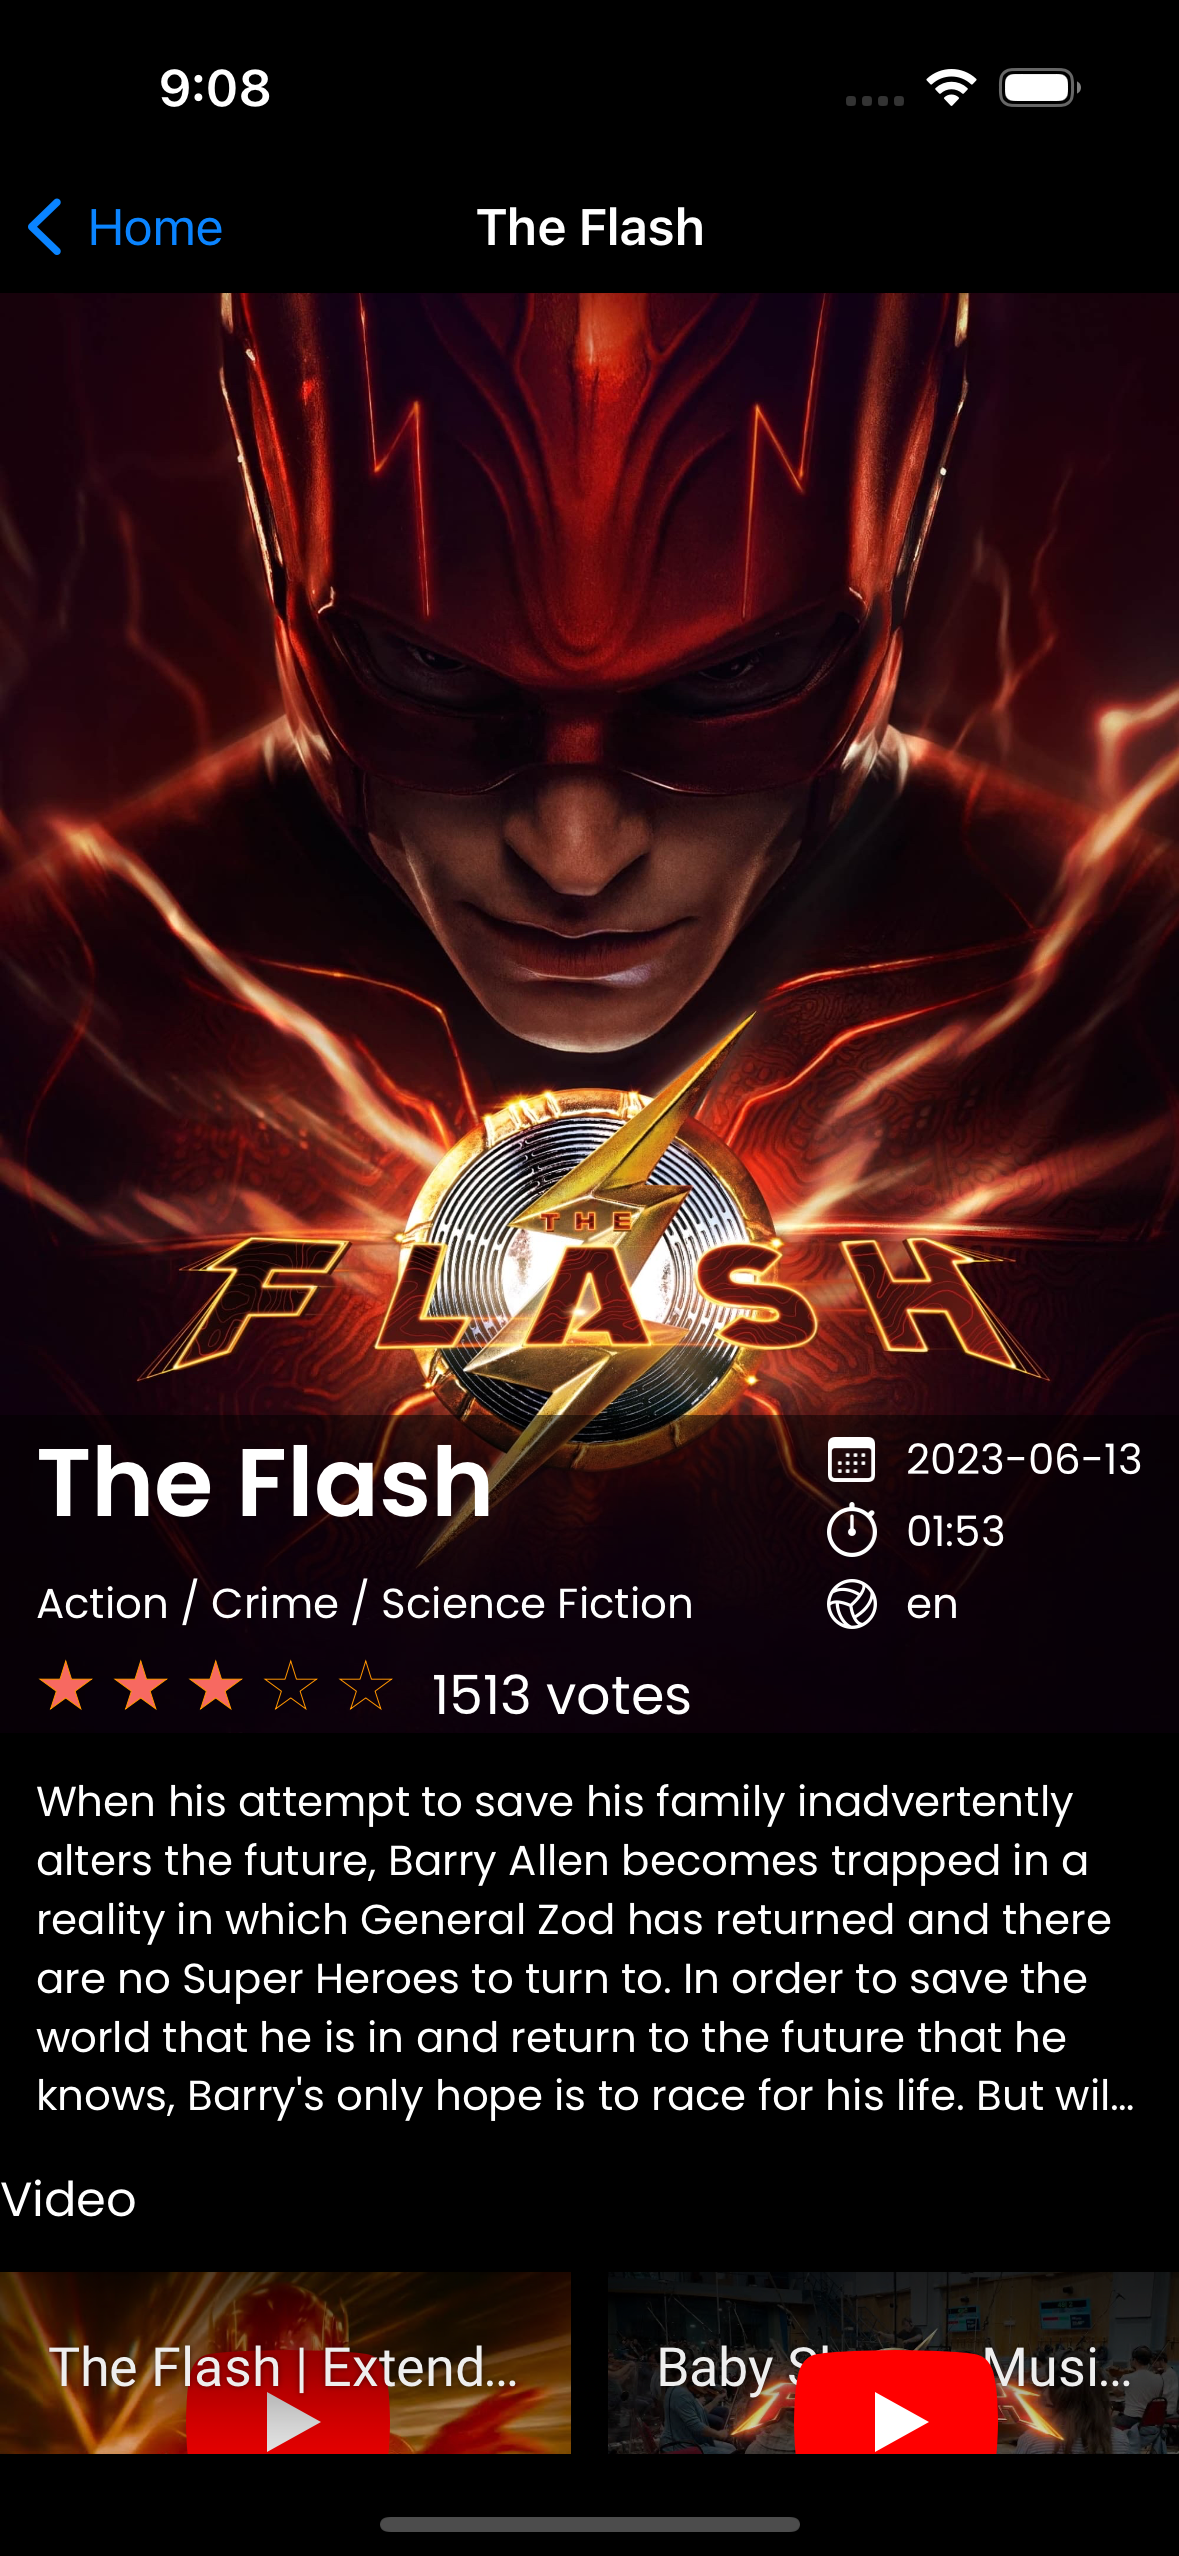 9:08
Home
The Flash
THE
FLASH
The Flash
2023-06-13
01:53
Action / Crime / Science Fiction
en
1513 votes
When his attempt to save his family inadvertently
alters the future, Barry Allen becomes trapped in a
reality in which General Zod has returned and there
are no Super Heroes to turn to. In order to save the
world that he is in and return to the future that he
knows, Barry's only hope is to race for his life. But wil...
Video
The Flash | Extend...
Baby Musi...